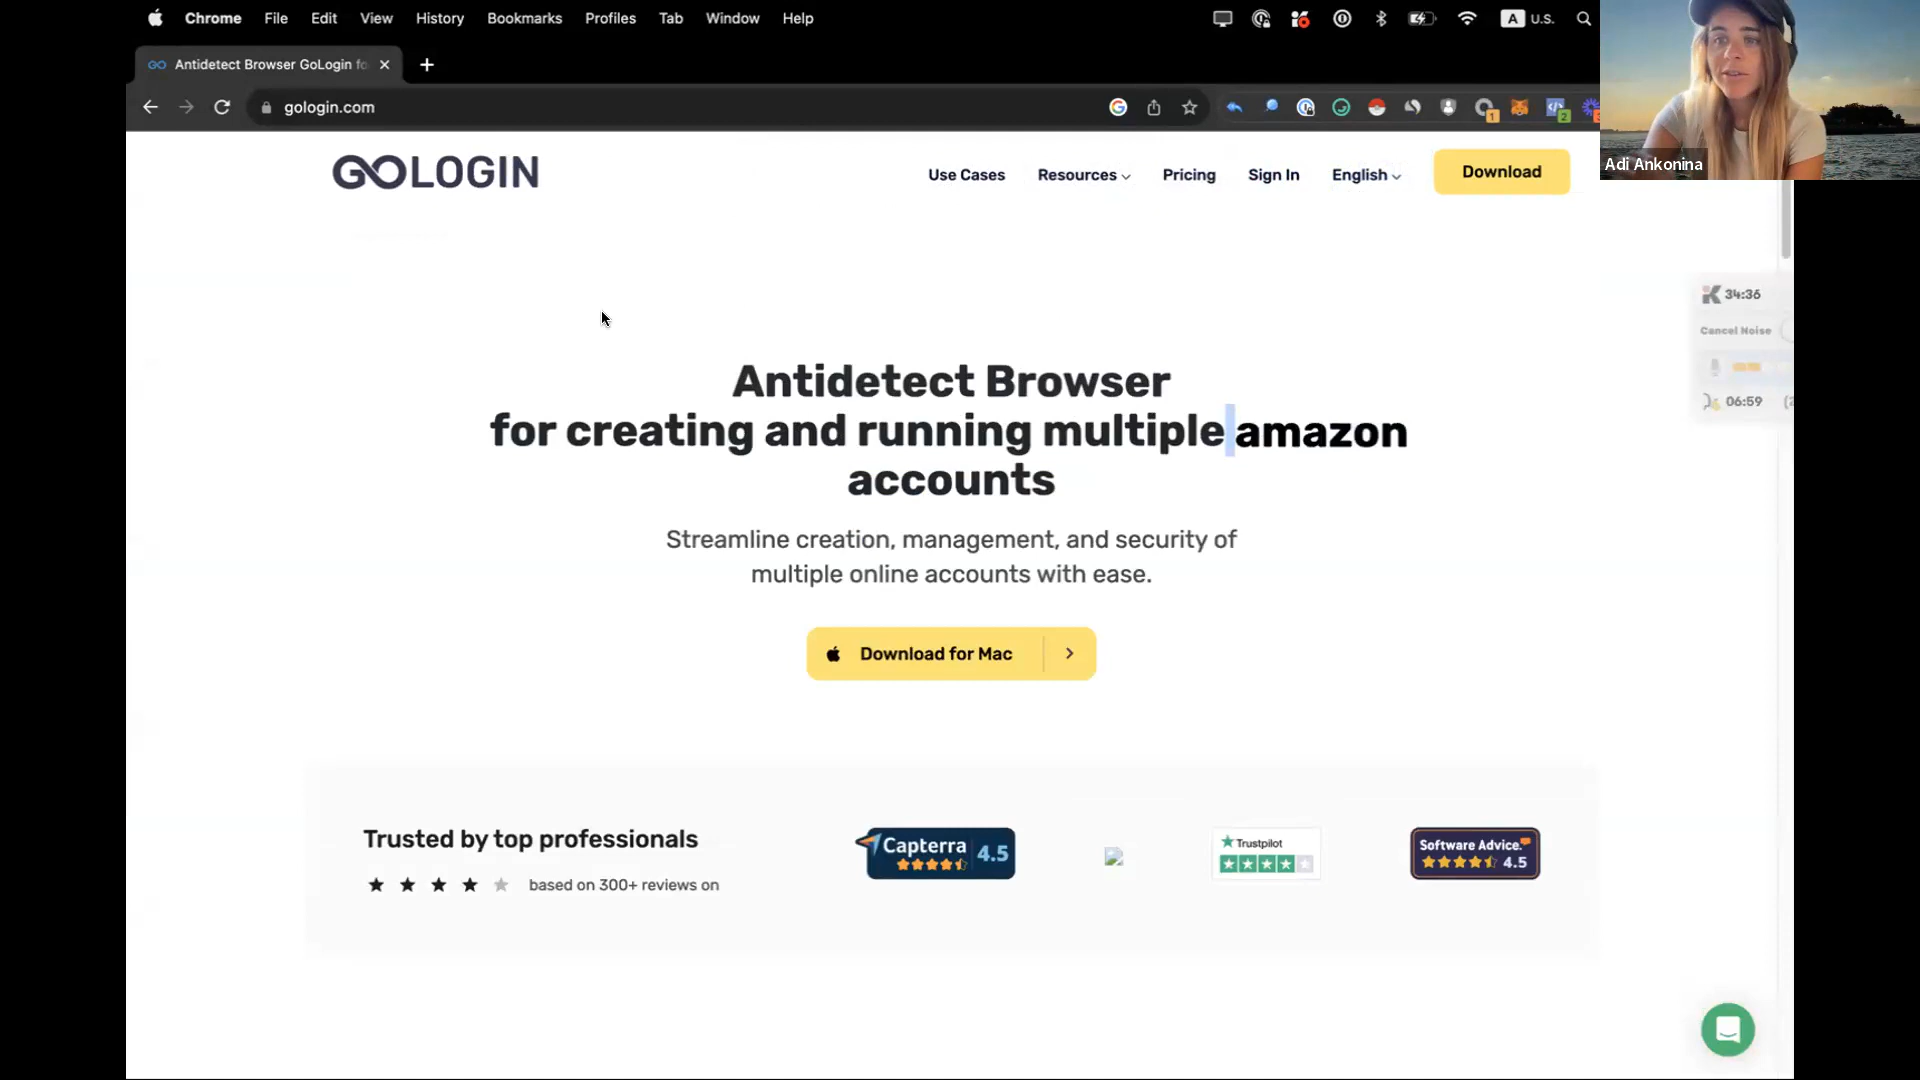 Chrome File Edit View History Bookmarks Profiles Tab Window Help
A U.S.
Antidetect Browser GoLogin fo
gologin.com
1
2
Adi Ankonina
GOLOGIN
Use Cases Resources Pricing Sign In English Download
34:36
Cancel Noise
06:59
Antidetect Browser
for creating and running multiple amazon
accounts
Streamline creation, management, and security of
multiple online accounts with ease.
Download for Mac
Trusted by top professionals
based on 300+ reviews on
Capterra 4.5
Trustpilot
Software Advice.
4.5